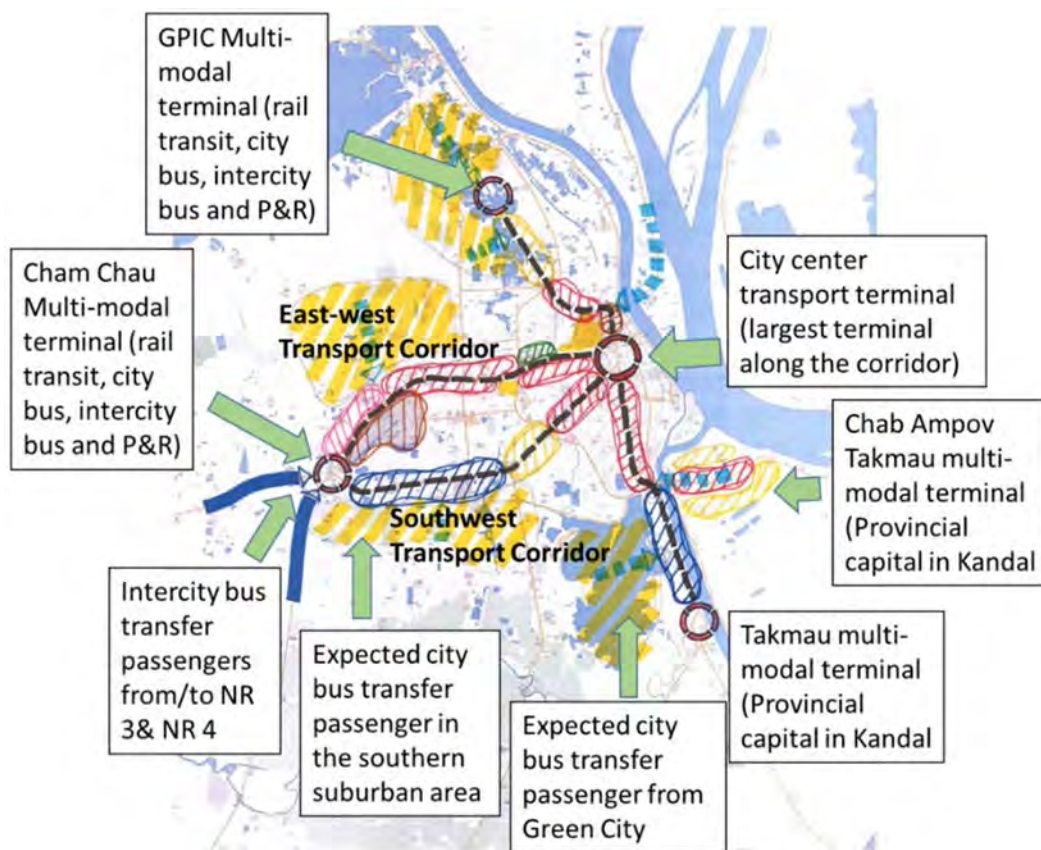 GPIC Multi-
modal
terminal (rail
transit, city
bus, intercity
bus and P&R)
Cham Chau
Multi-modal
terminal (rail
transit, city
bus, intercity
bus and P&R)
East-west
Transport Corridor
City center
transport terminal
(largest terminal
along the corridor)
Chab Ampov
Takmau multi-
modal terminal
(Provincial
capital in Kandal
Southwest
Transport Corridor
Intercity bus
transfer
passengers
from/to NR
3& NR 4
Expected city
bus transfer
passenger in
the southern
suburban area
Expected city
bus transfer
passenger from
Green City
Takmau multi-
modal terminal
(Provincial
capital in Kandal